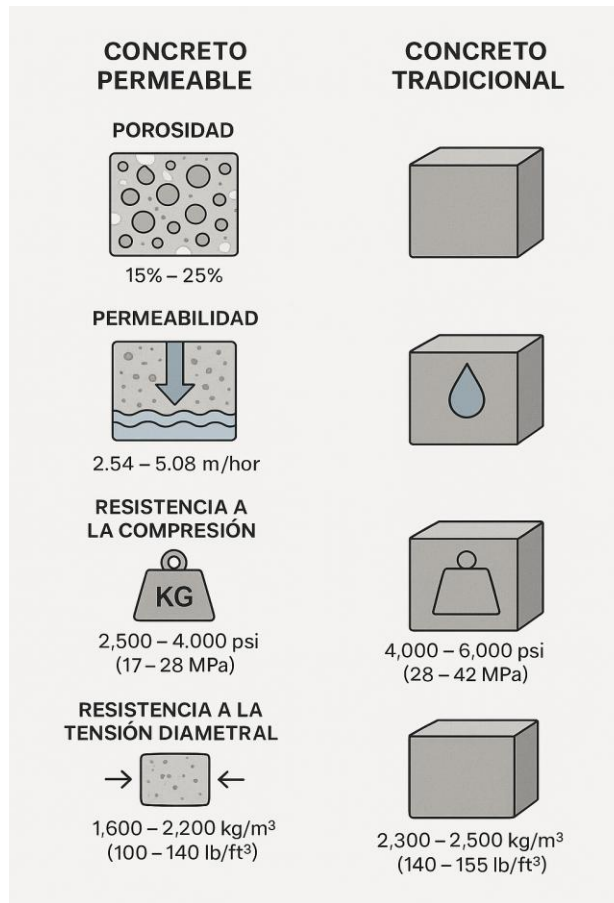 CONCRETO
PERMEABLE
CONCRETO
TRADICIONAL
POROSIDAD
15% – 25%
PERMEABILIDAD
2.54 – 5.08 m/hor
RESISTENCIA A
LA COMPRESIÓN
KG
2,500 – 4.000 psi
(17 – 28 MPa)
4,000 – 6,000 psi
(28 – 42 MPa)
RESISTENCIA A LA
TENSIÓN DIAMETRAL
1,600 – 2,200 kg/m³
(100 – 140 lb/ft³)
2,300 – 2,500 kg/m³
(140 – 155 lb/ft³)